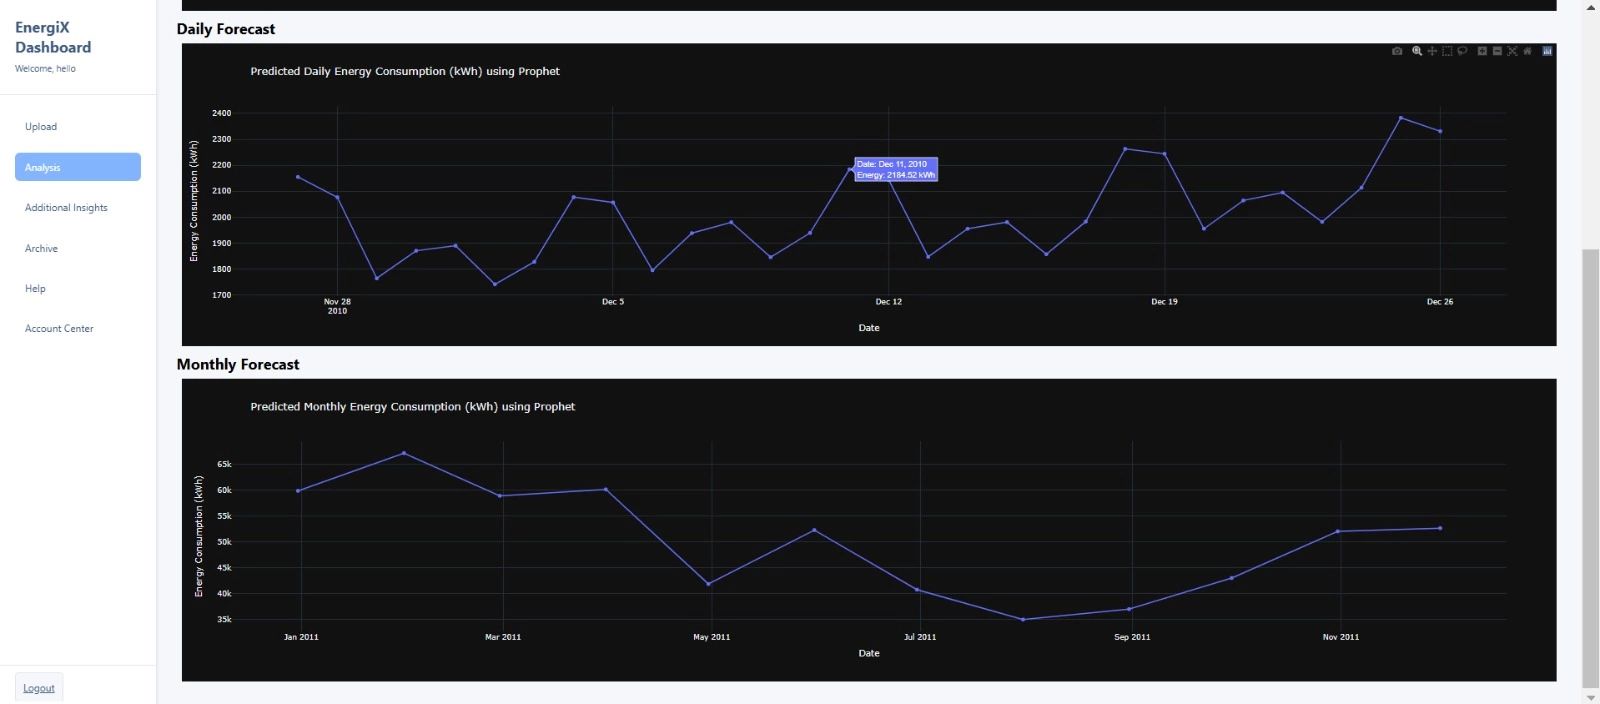 EnergiX
Dashboard
Welcome, hello
Upload
Analysis
Additional Insights
Archive
Help
Account Center
Logout
Daily Forecast
Predicted Daily Energy Consumption (kWh) using Prophet
Energy Consumption (kWh)
2400
2300
2200
2100
2000
1900
1800
1700
Date: Dec 11, 2010
Energy: 2184.52 kWh
Nov 28
2010
Dec 5
Dec 12
Dec 19
Dec 26
Date
Monthly Forecast
Predicted Monthly Energy Consumption (kWh) using Prophet
Energy Consumption (kWh)
65k
60k
55k
50k
45k
40k
35k
Jan 2011
Mar 2011
May 2011
Jul 2011
Sep 2011
Nov 2011
Date